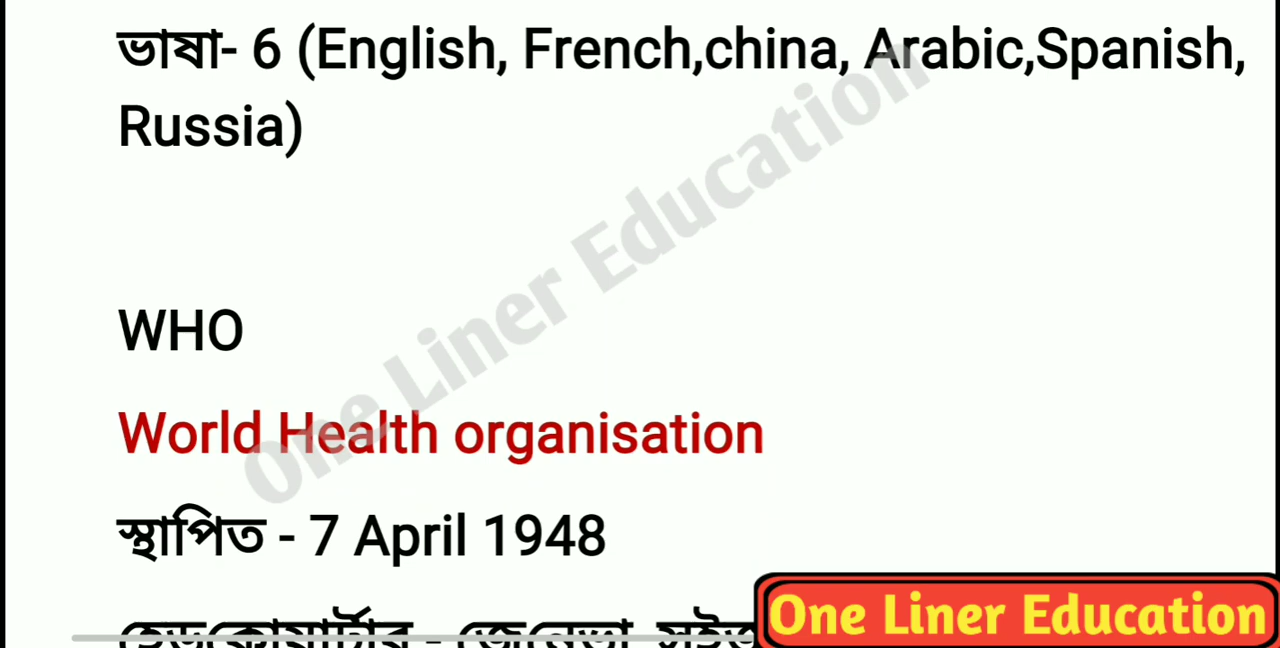 ভাষা- 6 (English, French,china, Arabic,Spanish,
Russia)
One Liner Education
WHO
World Health organisation
স্থাপিত - 7 April 1948
হেডকোয়ার্টার - জেনেভা
One Liner Education